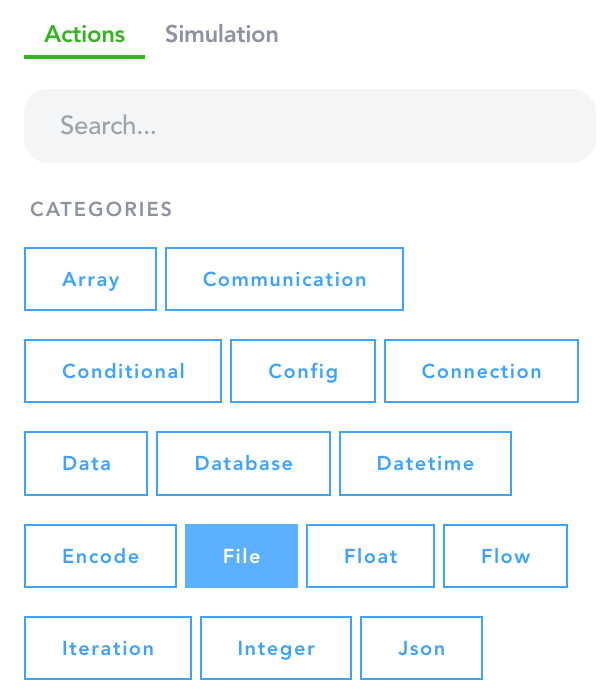 Actions Simulation
Search...
CATEGORIES
Array Communication
Conditional Config Connection
Data Database Datetime
Encode File Float Flow
Iteration Integer Json